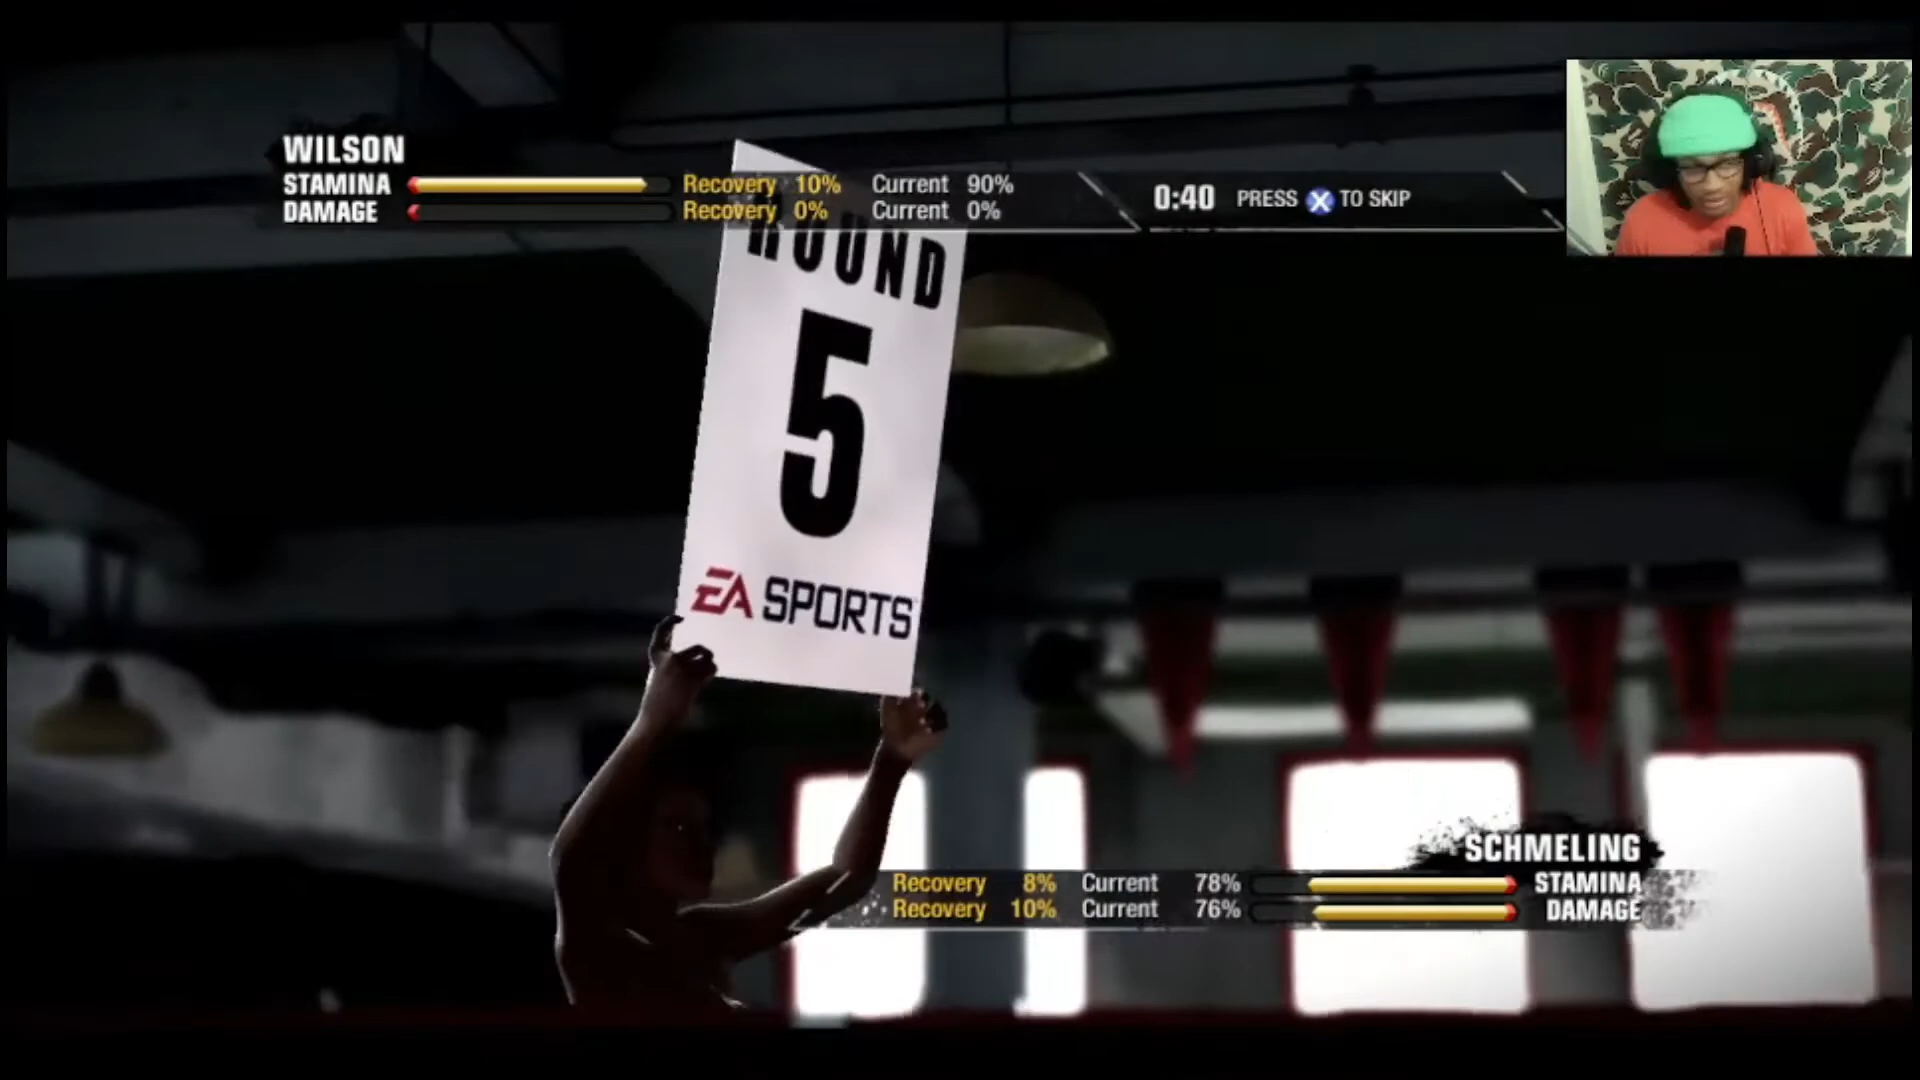 WILSON
STAMINA Recovery 10% Current 90%
DAMAGE Recovery 0% Current 0%
0:40 PRESS X TO SKIP
ROUND
5
EA SPORTS
SCHMELING
Recovery 8% Current 78% STAMINA
Recovery 10% Current 76% DAMAGE